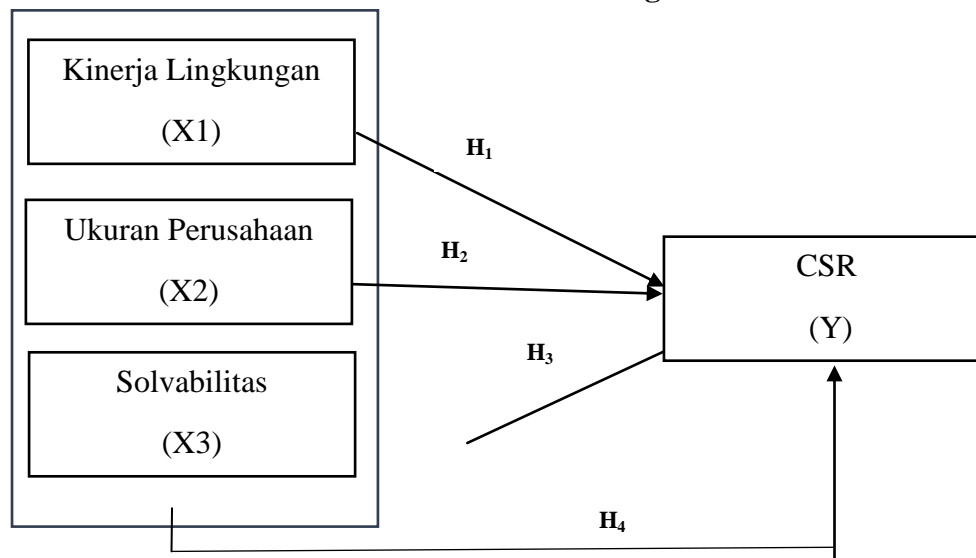 Kinerja Lingkungan
(X1)
H₁
Ukuran Perusahaan
(X2)
H₂
CSR
(Y)
Solvabilitas
(X3)
H₃
H₄